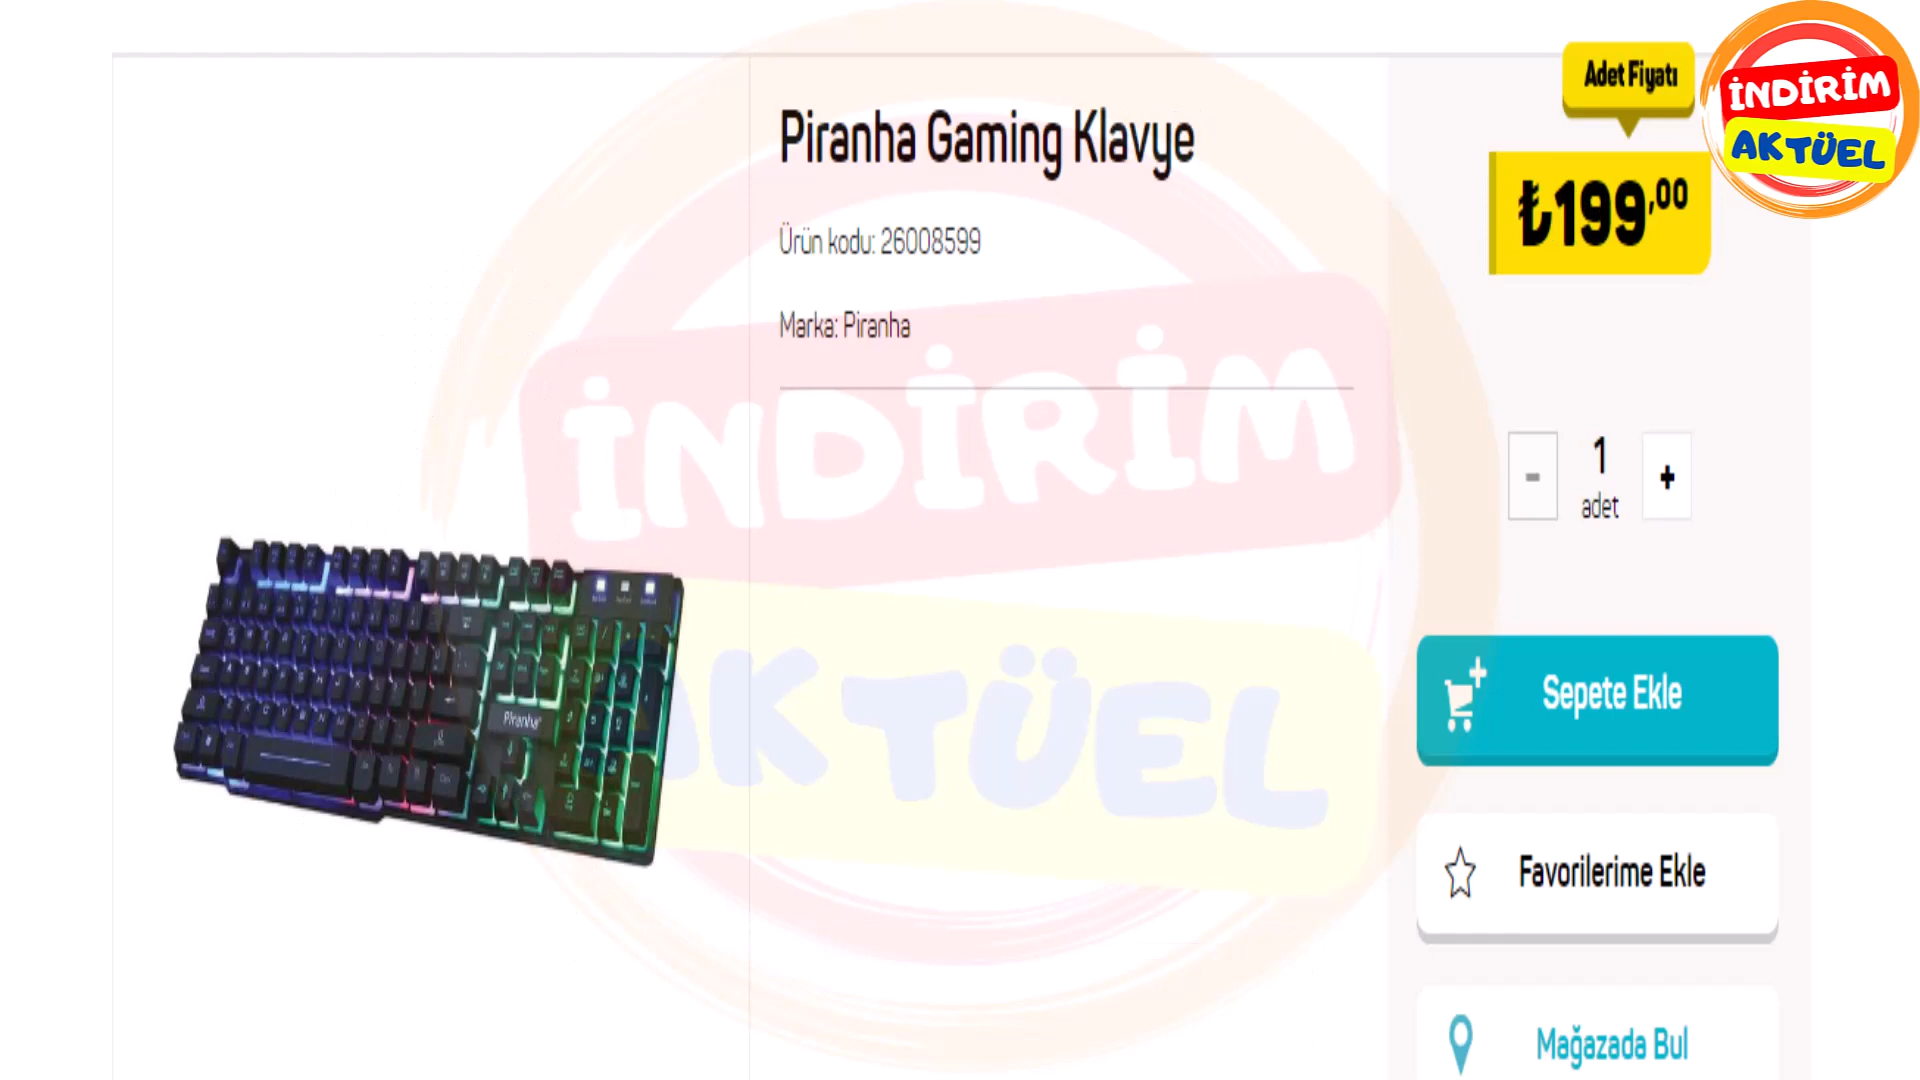 Piranha Gaming Klavye
Ürün kodu: 26008599
Marka: Piranha
Adet Fiyatı
₺199,00
İNDİRİM
AKTÜEL
- 1 +
adet
Sepete Ekle
Favorilerime Ekle
Mağazada Bul
İNDİRİM
AKTÜEL
Piranha